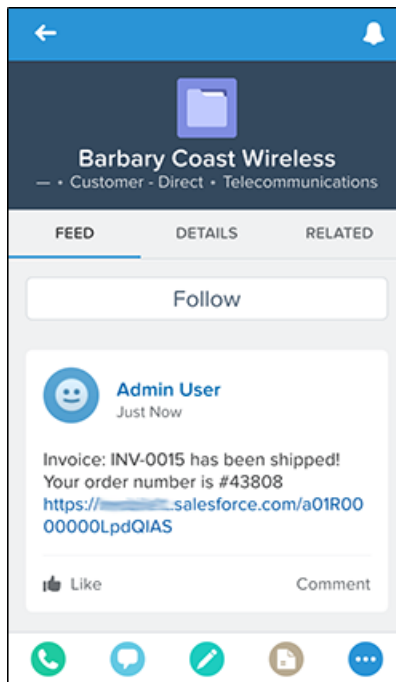 Barbary Coast Wireless
— • Customer - Direct • Telecommunications
FEED DETAILS RELATED
Follow
Admin User
Just Now
Invoice: INV-0015 has been shipped!
Your order number is #43808
https:// .salesforce.com/a01R00
00000LpdQIAS
Like Comment